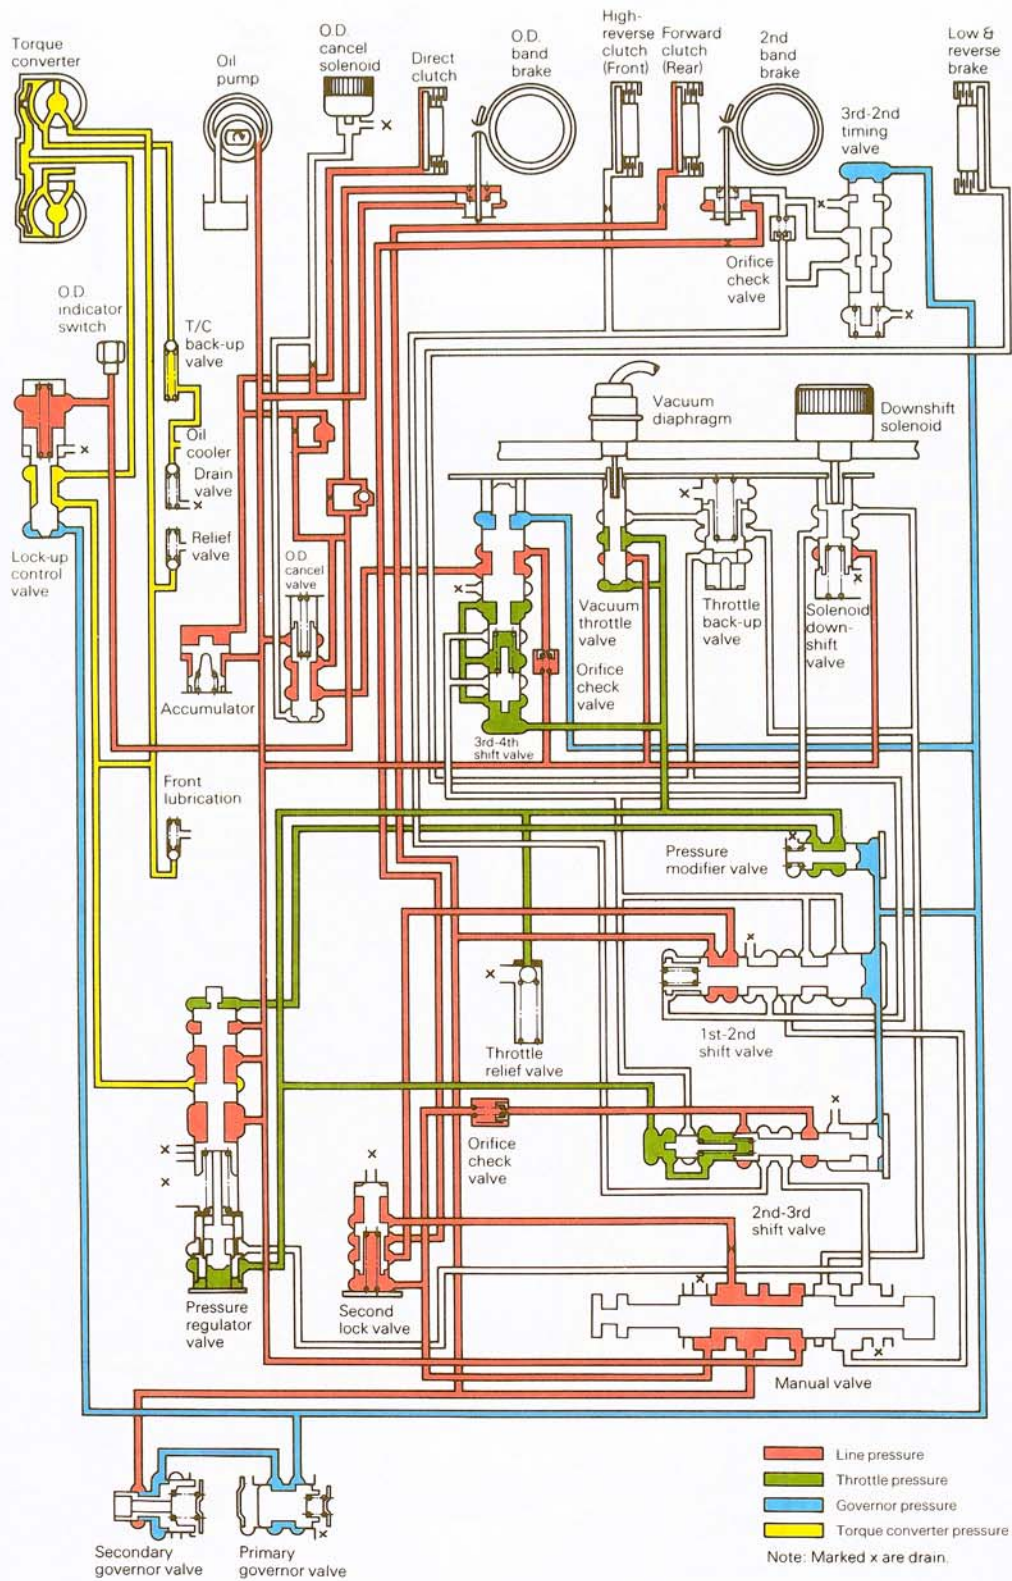 Torque
converter
Oil
pump
O.D.
cancel
solenoid
Direct
clutch
O.D.
band
brake
High-
reverse
clutch
(Front)
Forward
clutch
(Rear)
2nd
band
brake
Low &
reverse
brake
3rd-2nd
timing
valve
x
x
Orifice
check
valve
x
O.D.
indicator
switch
T/C
back-up
valve
Vacuum
diaphragm
Downshift
solenoid
Oil
cooler
x
Drain
valve
x
x
Relief
valve
Lock-up
control
valve
O.D
cancel
valve
x
x
Vacuum
throttle
valve
Throttle
back-up
valve
Solenoid
down-
shift
valve
Orifice
check
valve
Accumulator
3rd-4th
shift valve
Front
lubrication
x
Pressure
modifier valve
x
x
1st-2nd
shift valve
Throttle
relief valve
x
x
x
x
Orifice
check
valve
2nd-3rd
shift valve
Pressure
regulator
valve
Second
lock valve
x
x
Manual valve
Line pressure
Throttle pressure
Governor pressure
Torque converter pressure
Note: Marked x are drain.
x
Secondary
governor valve
Primary
governor valve